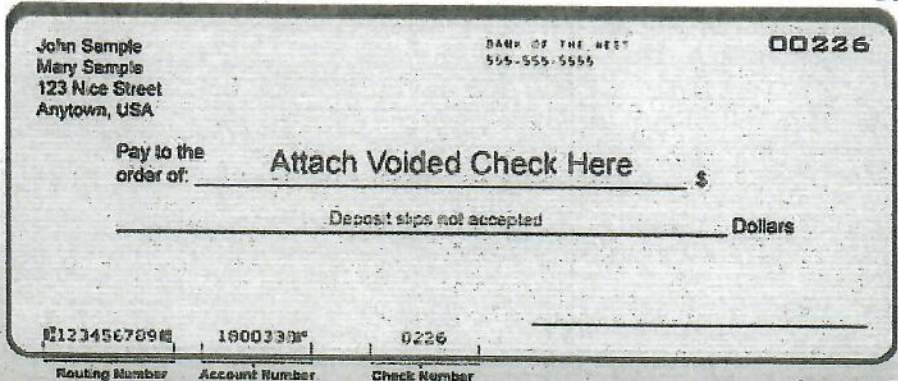 John Sample
Mary Sample
123 Nice Street
Anytown, USA
BANK OF THE WEST
555-555-5555
00226
Pay to the
order of:
Attach Voided Check Here
$
Deposit slips not accepted
Dollars
123456789
1800338
0226
Routing Number
Account Number
Check Number